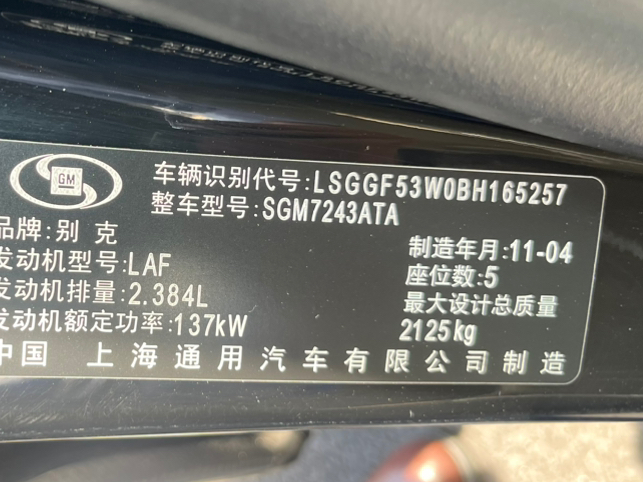 GM
车辆识别代号:LSGGF53W0BH165257
整车型号:SGM7243ATA
品牌:别 克
发动机型号:LAF
发动机排量:2.384L
发动机额定功率:137kW
制造年月:11-04
座位数:5
最大设计总质量
2125kg
中国 上海通用汽车有限公司制造